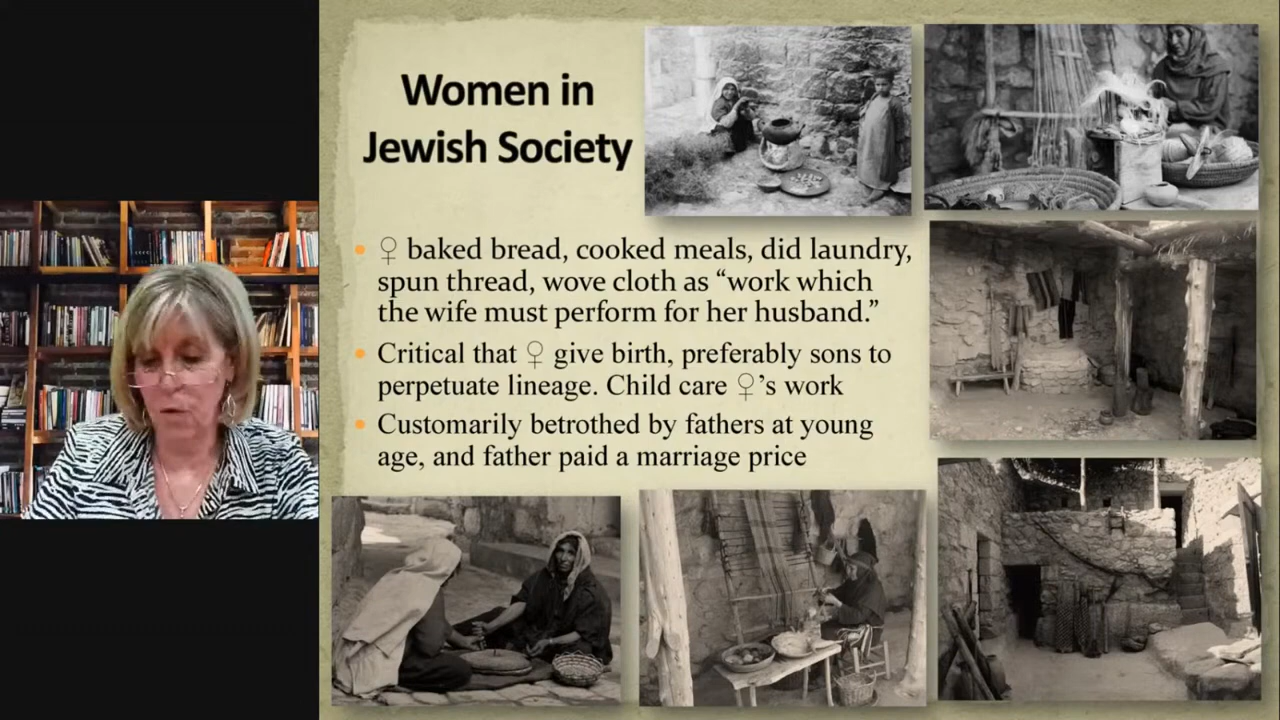 Women in
Jewish Society
• ♀ baked bread, cooked meals, did laundry,
spun thread, wove cloth as “work which
the wife must perform for her husband.”
• Critical that ♀ give birth, preferably sons to
perpetuate lineage. Child care ♀’s work
• Customarily betrothed by fathers at young
age, and father paid a marriage price